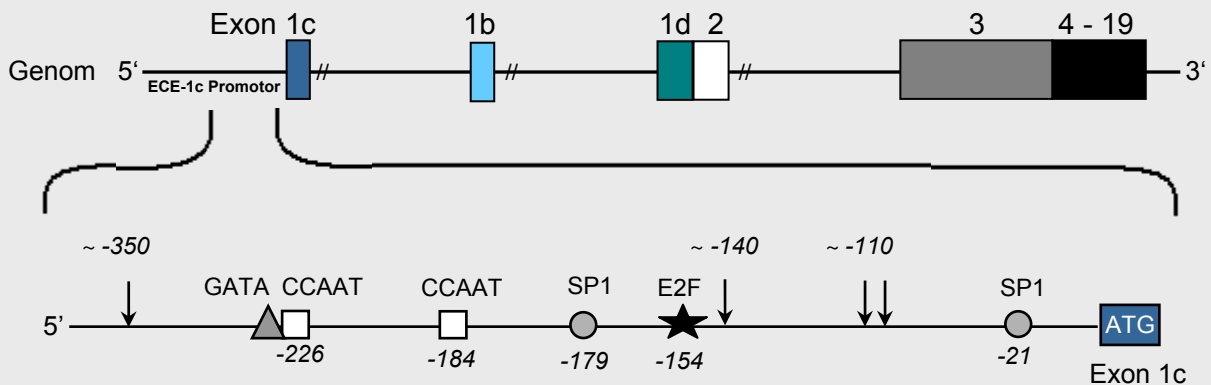 Exon 1c 1b 1d 2 3 4 - 19
Genom 5‘ // // // 3‘
ECE-1c Promotor
~ -350 ~ -140 ~ -110
GATA CCAAT CCAAT SP1 E2F SP1
5’ ATG
-226 -184 -179 -154 -21
Exon 1c